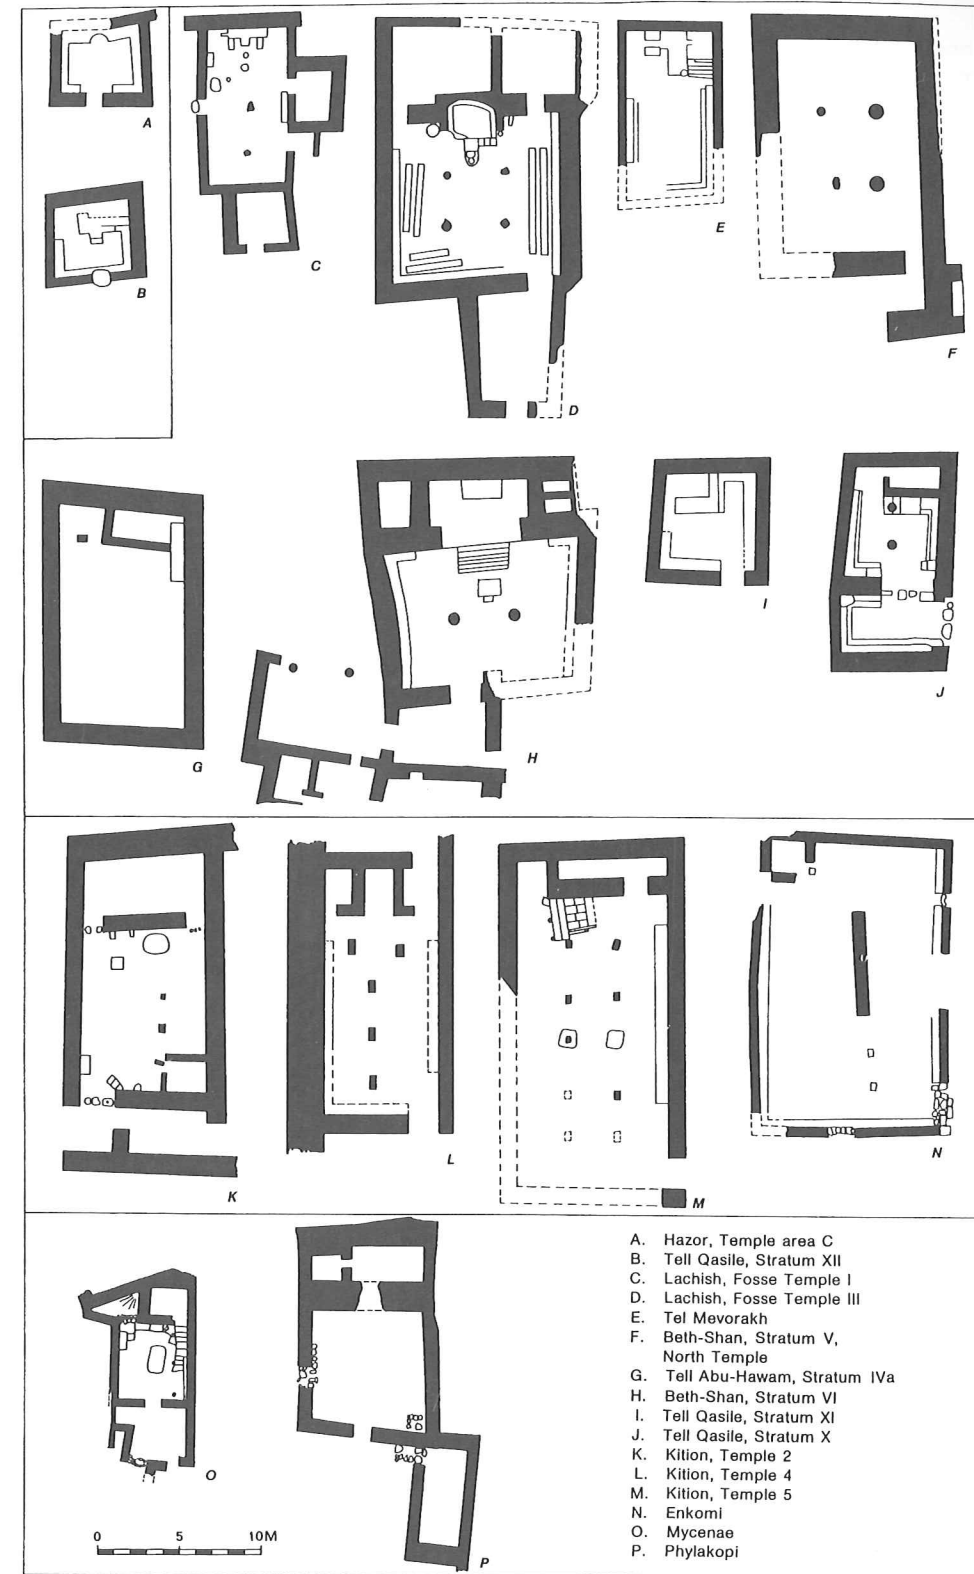 A
B
C
D
E
F
G
H
I
J
K
L
M
N
O
P
0 5 10M
A. Hazor, Temple area C
B. Tell Qasile, Stratum XII
C. Lachish, Fosse Temple I
D. Lachish, Fosse Temple III
E. Tel Mevorakh
F. Beth-Shan, Stratum V,
North Temple
G. Tell Abu-Hawam, Stratum IVa
H. Beth-Shan, Stratum VI
I. Tell Qasile, Stratum XI
J. Tell Qasile, Stratum X
K. Kition, Temple 2
L. Kition, Temple 4
M. Kition, Temple 5
N. Enkomi
O. Mycenae
P. Phylakopi